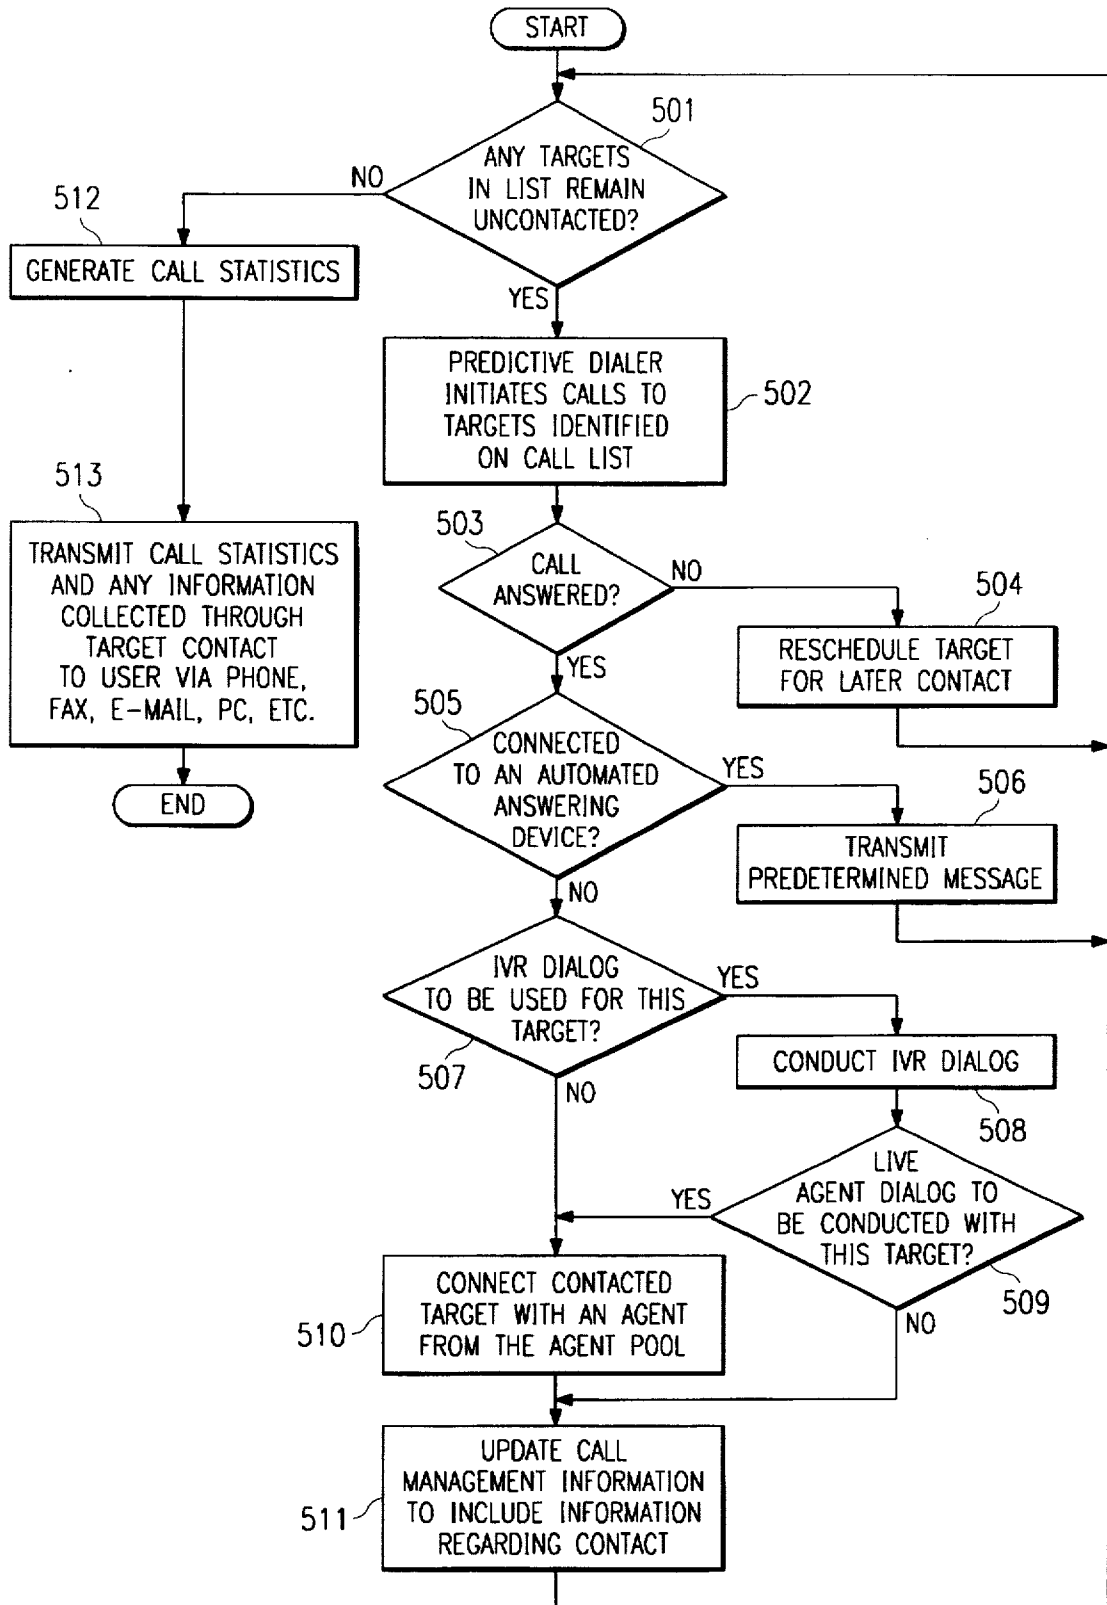 START
501
ANY TARGETS
IN LIST REMAIN
UNCONTACTED?
NO
YES
512
GENERATE CALL STATISTICS
PREDICTIVE DIALER
INITIATES CALLS TO
TARGETS IDENTIFIED
ON CALL LIST
502
513
TRANSMIT CALL STATISTICS
AND ANY INFORMATION
COLLECTED THROUGH
TARGET CONTACT
TO USER VIA PHONE,
FAX, E-MAIL, PC, ETC.
END
503
CALL
ANSWERED?
NO
YES
504
RESCHEDULE TARGET
FOR LATER CONTACT
505
CONNECTED
TO AN AUTOMATED
ANSWERING
DEVICE?
YES
NO
506
TRANSMIT
PREDETERMINED MESSAGE
IVR DIALOG
TO BE USED FOR THIS
TARGET?
507
YES
NO
CONDUCT IVR DIALOG
508
LIVE
AGENT DIALOG TO
BE CONDUCTED WITH
THIS TARGET?
509
YES
NO
CONNECT CONTACTED
TARGET WITH AN AGENT
FROM THE AGENT POOL
510
UPDATE CALL
MANAGEMENT INFORMATION
TO INCLUDE INFORMATION
REGARDING CONTACT
511